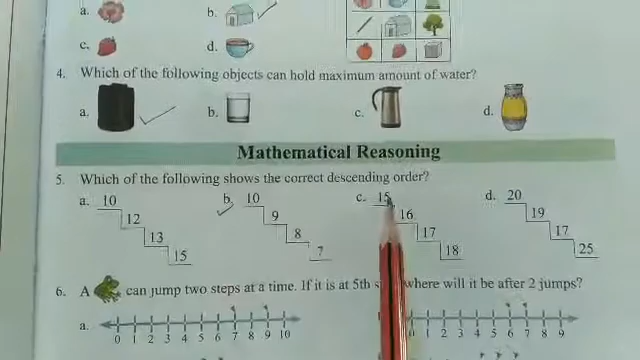 a. b.
c. d.
4. Which of the following objects can hold maximum amount of water?
a. b. c. d.
Mathematical Reasoning
5. Which of the following shows the correct descending order?
a. 10 b. 10 c. 15 d. 20
12 9 16 19
13 8 17 17
15 7 18 25
6. A can jump two steps at a time. If it is at 5th s where will it be after 2 jumps?
a. 0 1 2 3 4 5 6 7 8 9 10
1 2 3 4 5 6 7 8 9